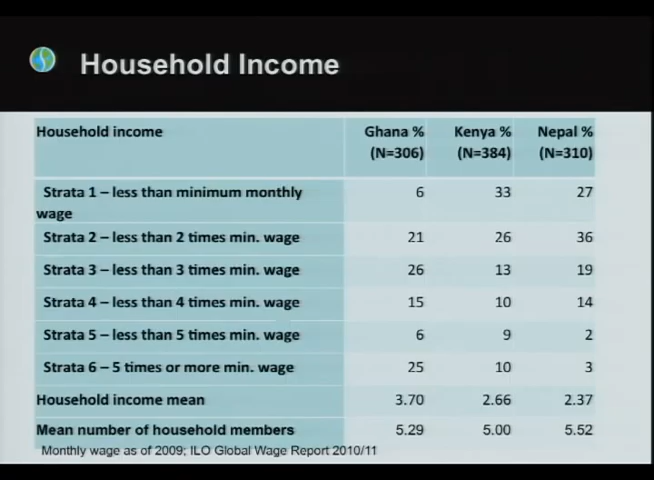 Household Income
Household income Ghana % Kenya % Nepal %
(N=306) (N=384) (N=310)
Strata 1 – less than minimum monthly 6 33 27
wage
Strata 2 – less than 2 times min. wage 21 26 36
Strata 3 – less than 3 times min. wage 26 13 19
Strata 4 – less than 4 times min. wage 15 10 14
Strata 5 – less than 5 times min. wage 6 9 2
Strata 6 – 5 times or more min. wage 25 10 3
Household income mean 3.70 2.66 2.37
Mean number of household members 5.29 5.00 5.52
Monthly wage as of 2009; ILO Global Wage Report 2010/11